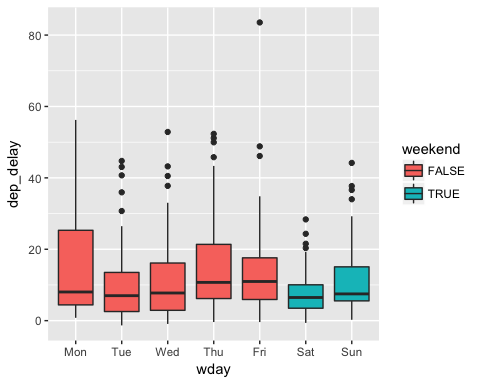 80
60
40
20
0
dep_delay
Mon Tue Wed Thu Fri Sat Sun
wday
weekend
FALSE
TRUE